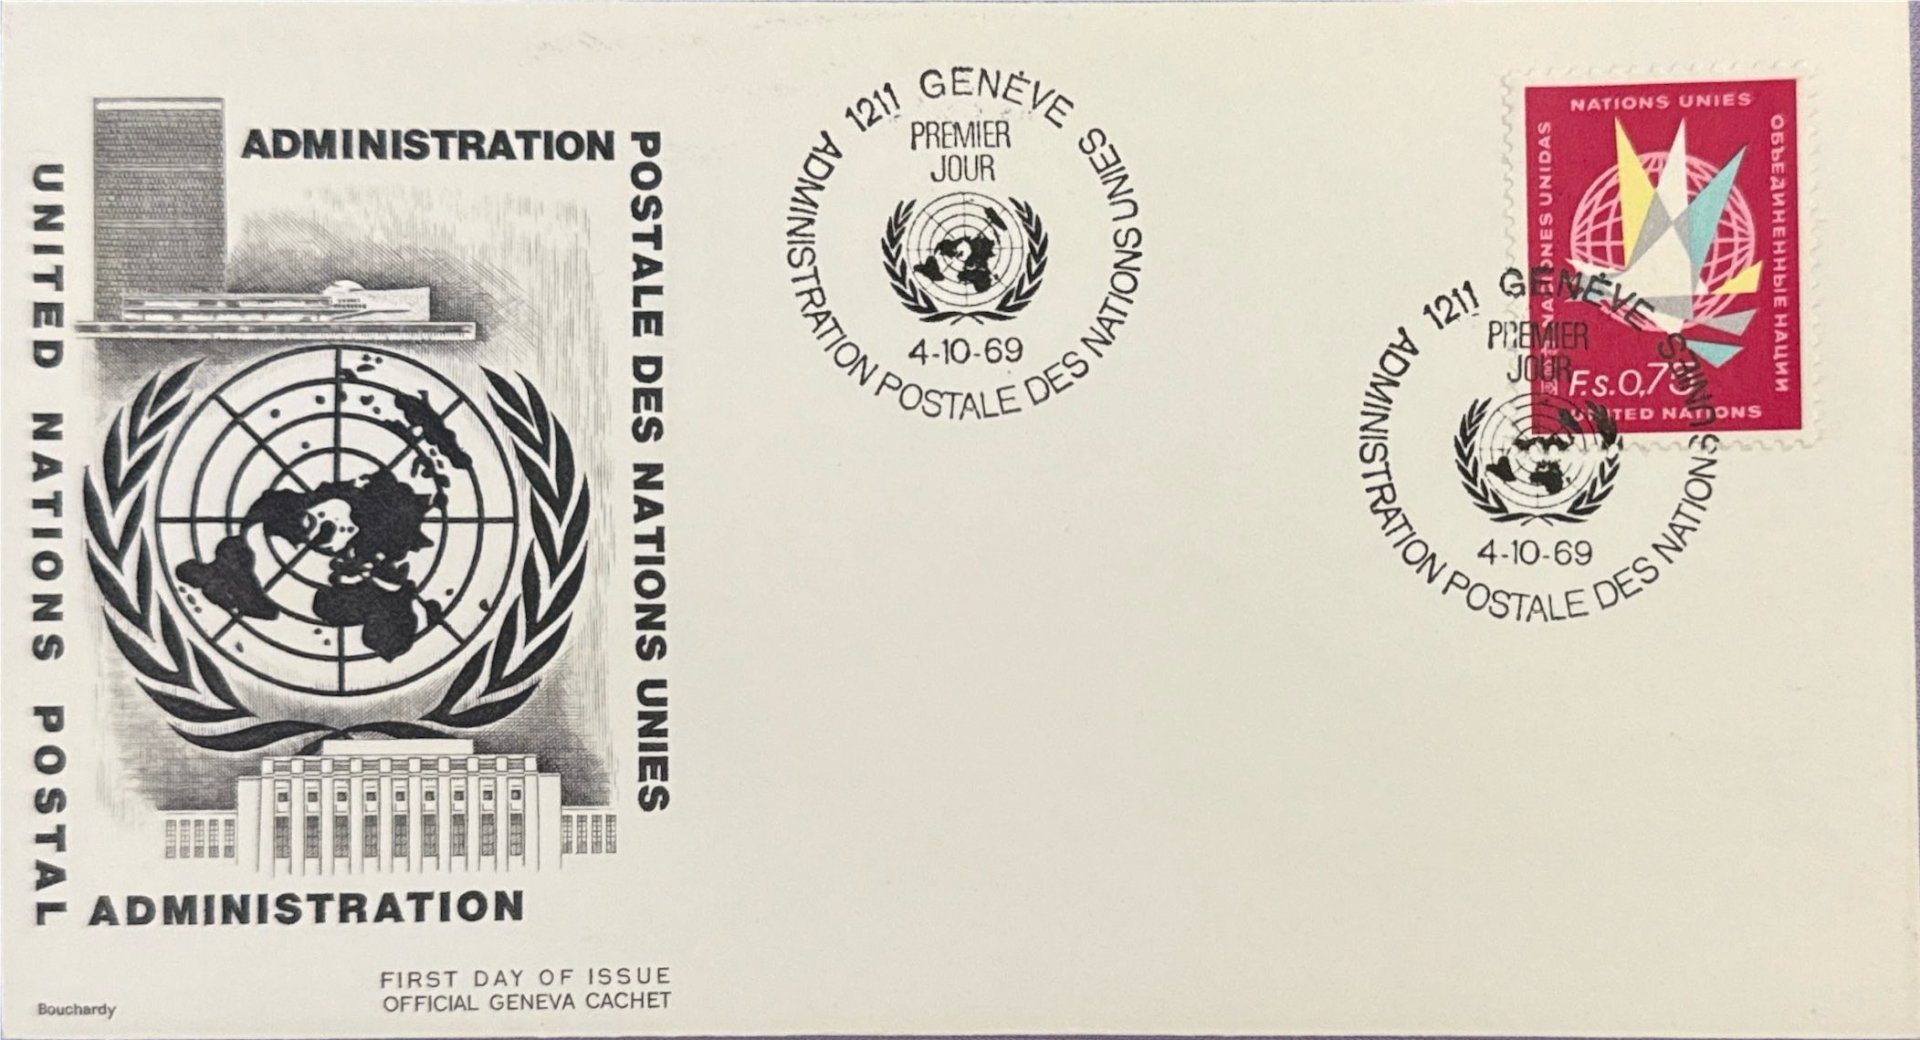 ADMINISTRATION
POSTALE DES NATIONS UNIES
UNITED NATIONS POSTAL
ADMINISTRATION
FIRST DAY OF ISSUE
OFFICIAL GENEVA CACHET
Bouchardy
1211 GENÈVE
ADMINISTRATION POSTALE DES NATIONS UNIES
PREMIER
JOUR
4-10-69
NATIONS UNIES
NACIONES UNIDAS
ОБЪЕДИНЕННЫЕ НАЦИИ
F.s.0,75
UNITED NATIONS
1211 GENÈVE
ADMINISTRATION POSTALE DES NATIONS UNIES
PREMIER
JOUR
4-10-69